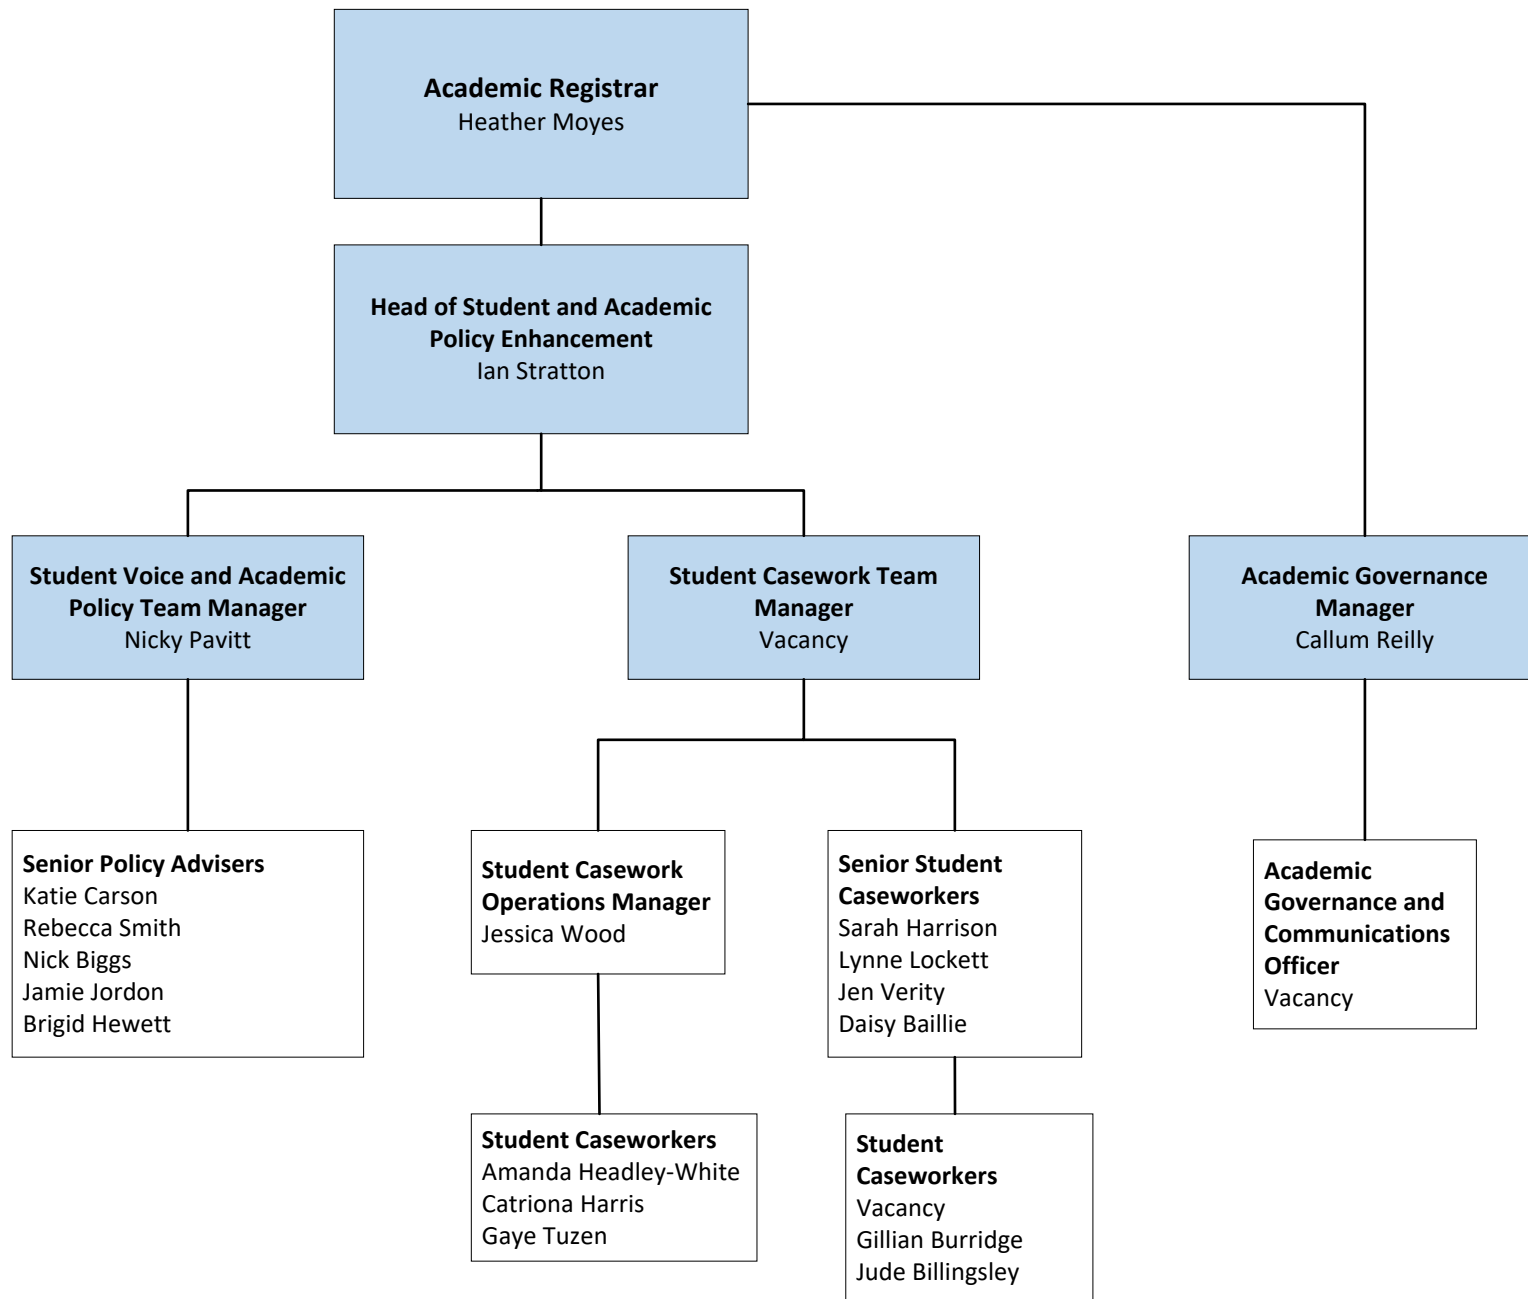 Academic Registrar
Heather Moyes
Head of Student and Academic
Policy Enhancement
Ian Stratton
Student Voice and Academic
Policy Team Manager
Nicky Pavitt
Student Casework Team
Manager
Vacancy
Academic Governance
Manager
Callum Reilly
Senior Policy Advisers
Katie Carson
Rebecca Smith
Nick Biggs
Jamie Jordon
Brigid Hewett
Student Casework
Operations Manager
Jessica Wood
Senior Student
Caseworkers
Sarah Harrison
Lynne Lockett
Jen Verity
Daisy Baillie
Academic
Governance and
Communications
Officer
Vacancy
Student Caseworkers
Amanda Headley-White
Catriona Harris
Gaye Tuzen
Student
Caseworkers
Vacancy
Gillian Burridge
Jude Billingsley